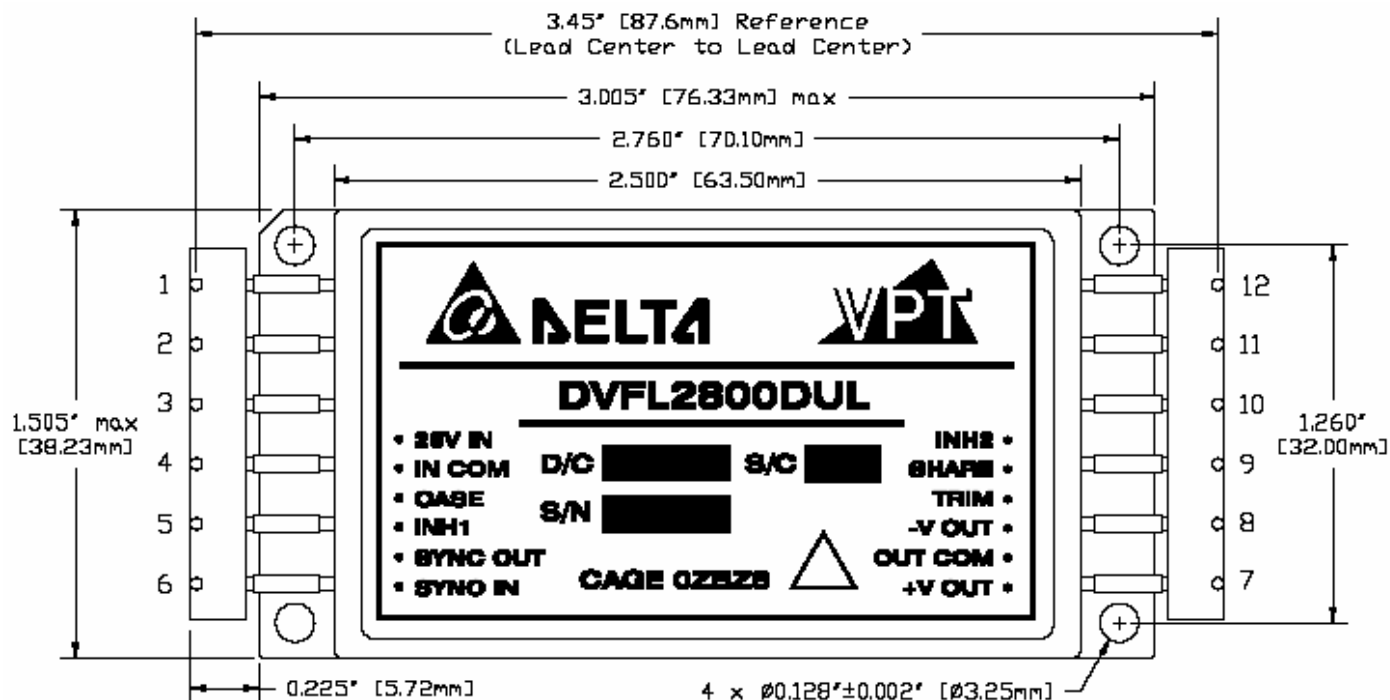 3.45" [87.6mm] Reference
(Lead Center to Lead Center)
3.005" [76.33mm] max
2.760" [70.10mm]
2.500" [63.50mm]
1 12
2 11
3 10
4 9
5 8
6 7
1.505" max
[38.23mm]
1.260"
[32.00mm]
DELTA VPT
DVFL2800DUL
• 28V IN
• IN COM
• CASE
• INH1
• SYNC OUT
• SYNC IN
D/C S/C
S/N
CAGE
INH2 •
SHARE •
TRIM •
-V OUT •
OUT COM •
+V OUT •
0.225" [5.72mm]
4 x Ø0.128"±0.002" [Ø3.25mm]